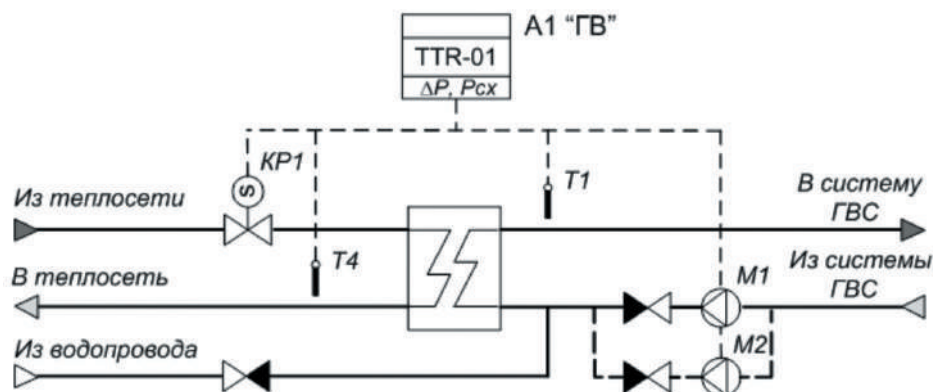 А1 “ГВ”
TTR-01
ΔP, Pсх
КР1
S
Из теплосети
Т1
В систему
ГВС
В теплосеть
Т4
М1
Из системы
ГВС
Из водопровода
М2